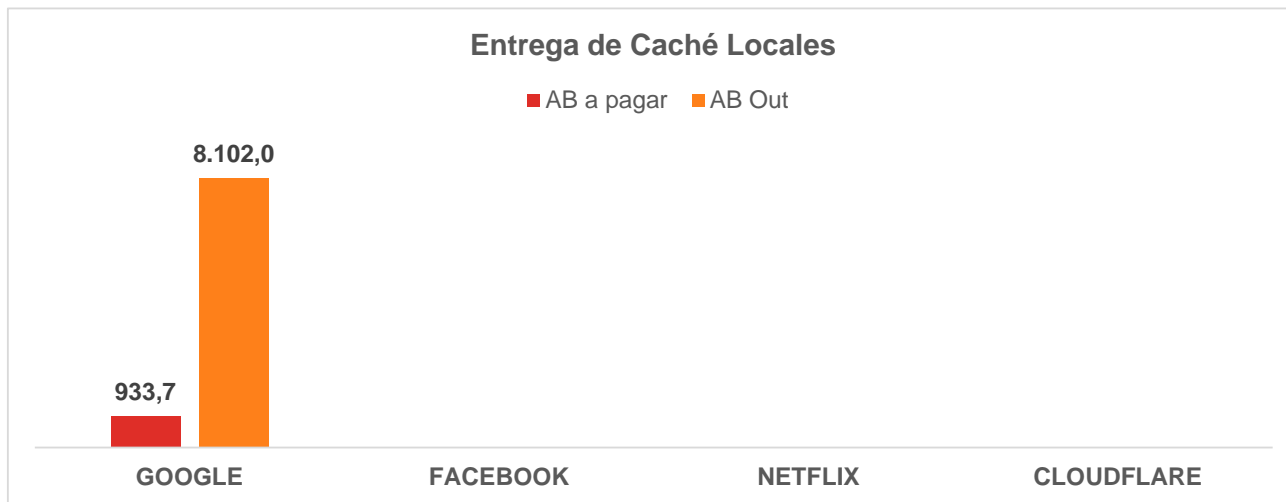 Entrega de Caché Locales
AB a pagar AB Out
8.102,0
933,7
GOOGLE FACEBOOK NETFLIX CLOUDFLARE